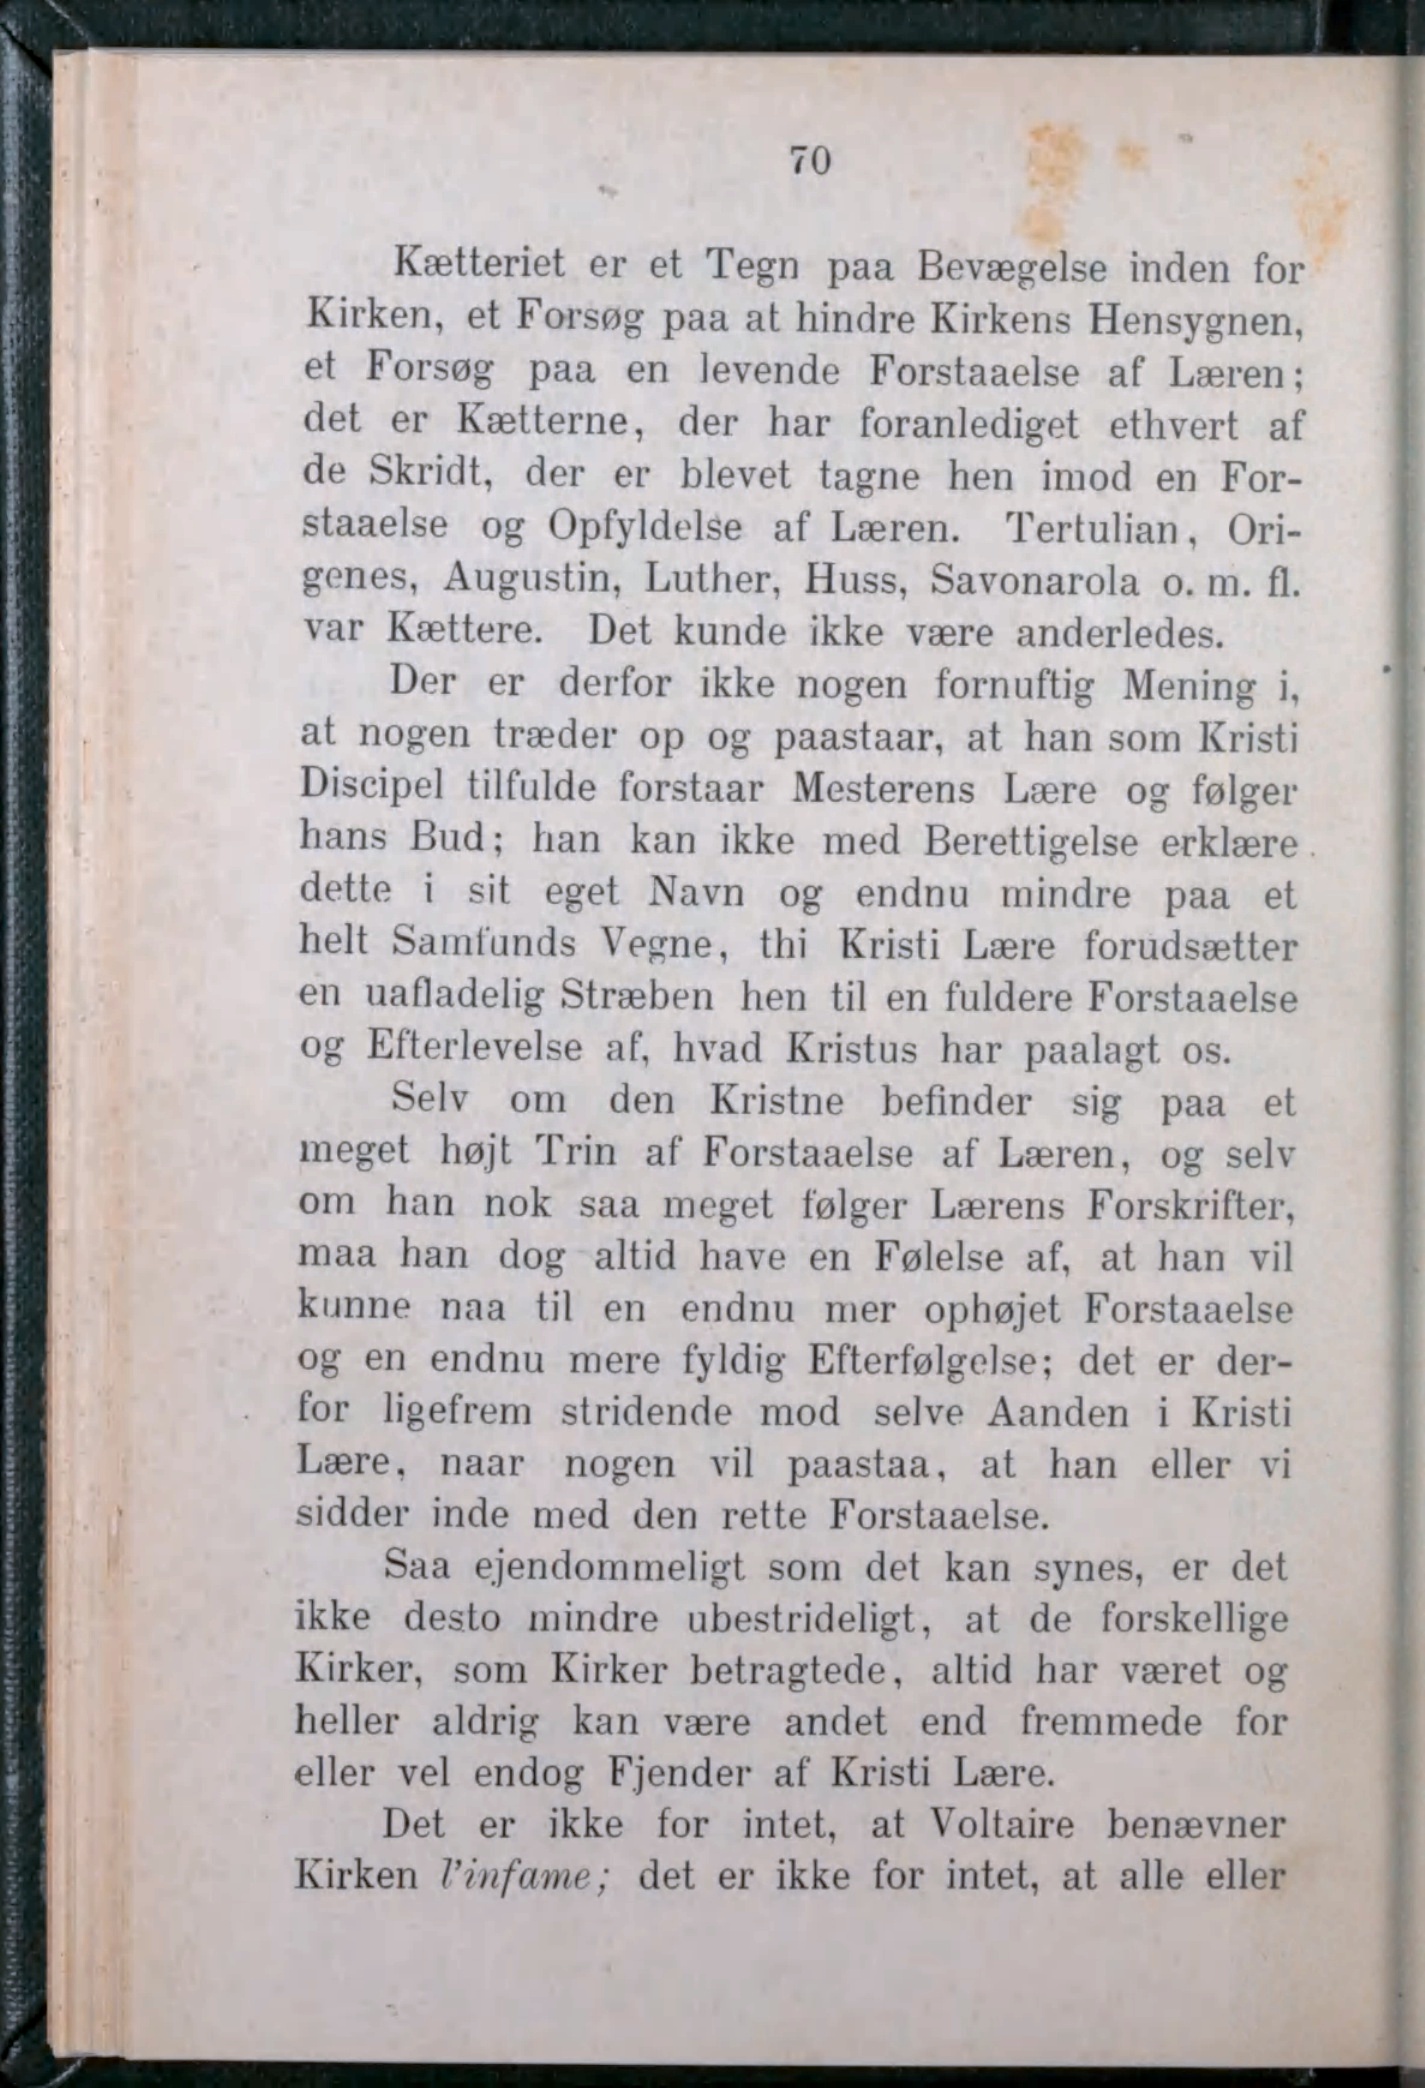 70
Kætteriet er et Tegn paa Bevægelse inden for
Kirken, et Forsøg paa at hindre Kirkens Hensygnen,
et Forsøg paa en levende Forstaaelse af Læren;
det er Kætterne, der har foranlediget ethvert af
de Skridt, der er blevet tagne hen imod en For-
staaelse og Opfyldelse af Læren. Tertulian, Ori-
genes, Augustin, Luther, Huss, Savonarola o. m. fl.
var Kættere. Det kunde ikke være anderledes.
Der er derfor ikke nogen fornuftig Mening i,
at nogen træder op og paastaar, at han som Kristi
Discipel tilfulde forstaar Mesterens Lære og følger
hans Bud; han kan ikke med Berettigelse erklære
dette i sit eget Navn og endnu mindre paa et
helt Samfunds Vegne, thi Kristi Lære forudsætter
en uafladelig Stræben hen til en fuldere Forstaaelse
og Efterlevelse af, hvad Kristus har paalagt os.
Selv om den Kristne befinder sig paa et
meget højt Trin af Forstaaelse af Læren, og selv
om han nok saa meget følger Lærens Forskrifter,
maa han dog altid have en Følelse af, at han vil
kunne naa til en endnu mer ophøjet Forstaaelse
og en endnu mere fyldig Efterfølgelse; det er der-
for ligefrem stridende mod selve Aanden i Kristi
Lære, naar nogen vil paastaa, at han eller vi
sidder inde med den rette Forstaaelse.
Saa ejendommeligt som det kan synes, er det
ikke desto mindre ubestrideligt, at de forskellige
Kirker, som Kirker betragtede, altid har været og
heller aldrig kan være andet end fremmede for
eller vel endog Fjender af Kristi Lære.
Det er ikke for intet, at Voltaire benævner
Kirken l'infame; det er ikke for intet, at alle eller